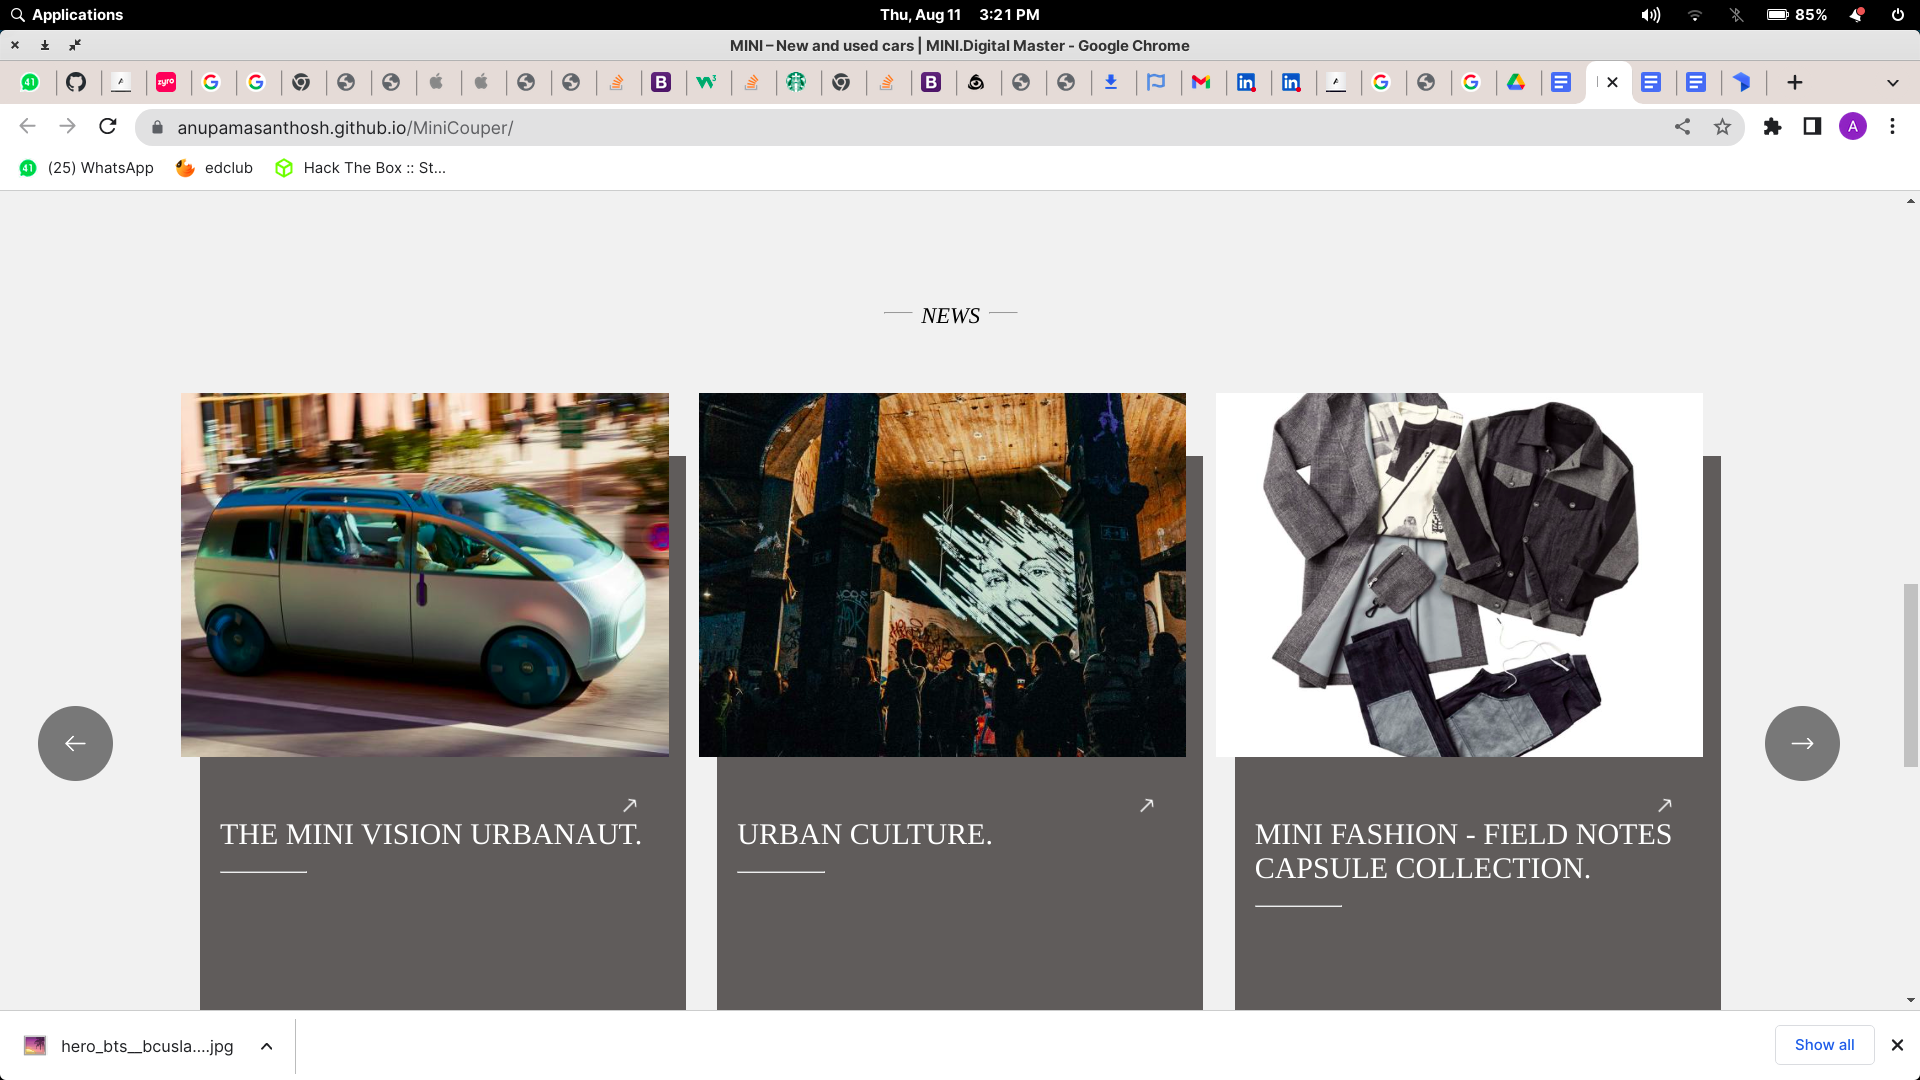 Applications
Thu, Aug 11 3:21 PM
85%
MINI – New and used cars | MINI.Digital Master - Google Chrome
anupamasanthosh.github.io/MiniCouper/
A
41 (25) WhatsApp
edclub
Hack The Box :: St...
NEWS
THE MINI VISION URBANAUT.
URBAN CULTURE.
MINI FASHION - FIELD NOTES
CAPSULE COLLECTION.
hero_bts__bcusla....jpg
Show all